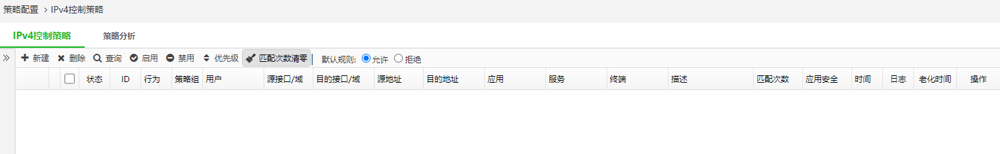 策略配置 > IPv4控制策略
IPv4控制策略 策略分析
新建 删除 查询 启用 禁用 优先级 匹配次数清零 默认规则: 允许 拒绝
状态 ID 行为 策略组 用户 源接口/域 目的接口/域 源地址 目的地址 应用 服务 终端 描述 匹配次数 应用安全 时间 日志 老化时间 操作